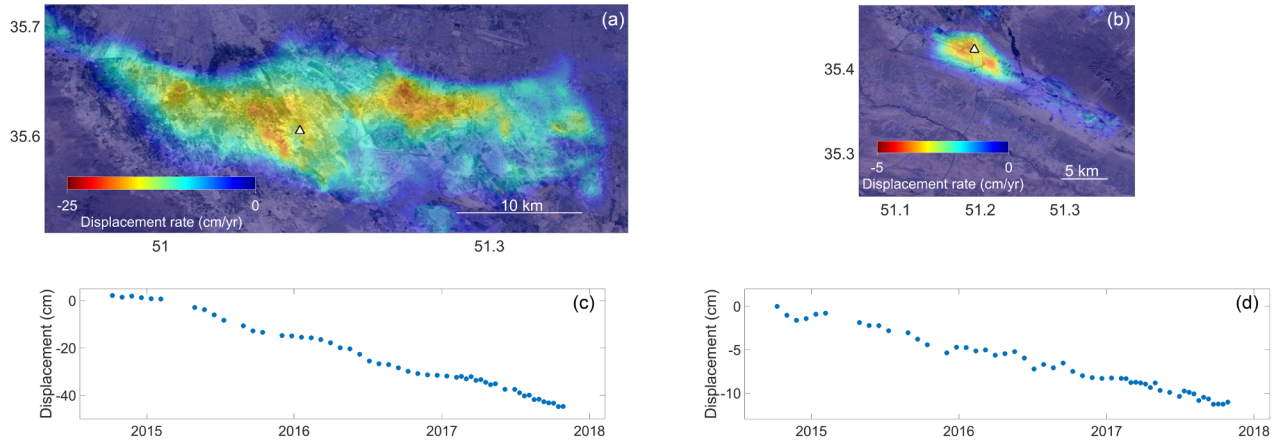 (a)
35.7
35.6
-25 0
Displacement rate (cm/yr)
10 km
51 51.3
(b)
35.4
35.3
-5 0
Displacement rate (cm/yr)
5 km
51.1 51.2 51.3
(c)
Displacement (cm)
0
-20
-40
2015 2016 2017 2018
(d)
Displacement (cm)
0
-5
-10
2015 2016 2017 2018